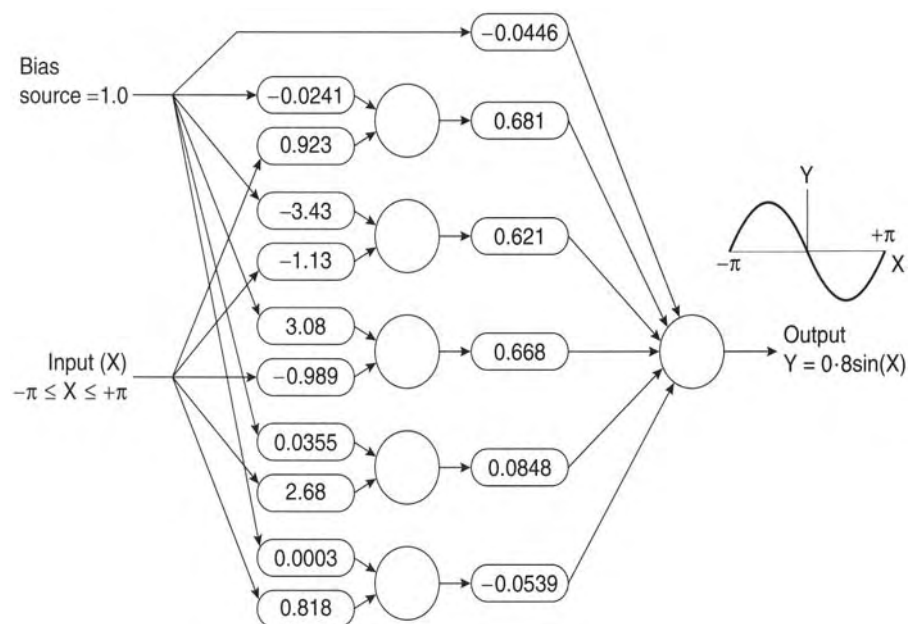 Bias
source =1.0
Input (X)
−π ≤ X ≤ +π
−0.0446
−0.0241
0.923
−3.43
−1.13
3.08
−0.989
0.0355
2.68
0.0003
0.818
0.681
0.621
0.668
0.0848
−0.0539
Y
+π
−π
X
Output
Y = 0·8sin(X)